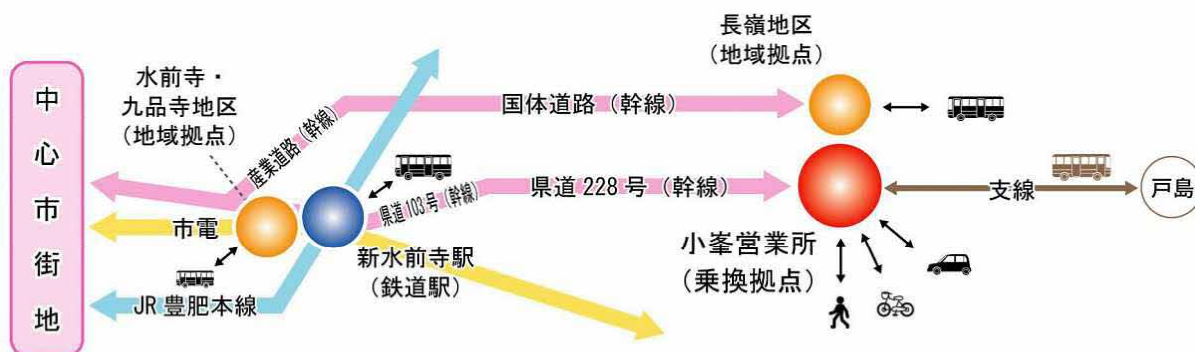 中心市街地
水前寺・
九品寺地区
(地域拠点)
産業道路(幹線)
国体道路(幹線)
長嶺地区
(地域拠点)
県道103号(幹線)
県道228号(幹線)
市電
新水前寺駅
(鉄道駅)
JR豊肥本線
小峯営業所
(乗換拠点)
支線
戸島